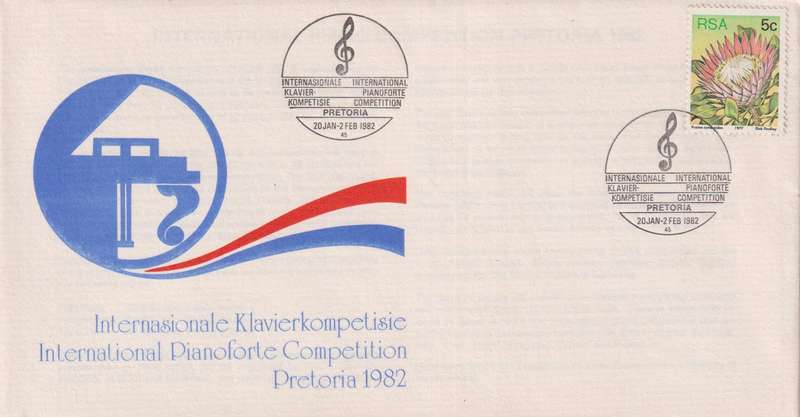 INTERNASIONALE INTERNATIONAL
KLAVIER- PIANOFORTE
KOMPETISIE COMPETITION
PRETORIA
20 JAN-2 FEB 1982
45
RSA 5c
1977
INTERNASIONALE INTERNATIONAL
KLAVIER- PIANOFORTE
KOMPETISIE COMPETITION
PRETORIA
20 JAN-2 FEB 1982
45
Internasionale Klavierkompetisie
International Pianoforte Competition
Pretoria 1982